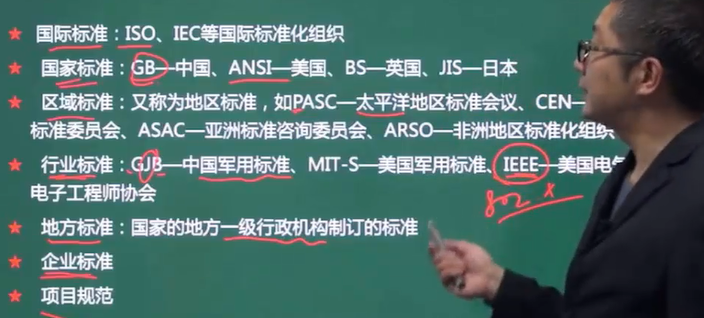 国际标准：ISO、IEC等国际标准化组织
国家标准：GB—中国、ANSI—美国、BS—英国、JIS—日本
区域标准：又称为地区标准，如PASC—太平洋地区标准会议、CEN—
标准委员会、ASAC—亚洲标准咨询委员会、ARSO—非洲地区标准化组织
行业标准：GJB—中国军用标准、MIT-S—美国军用标准、IEEE—美国电气
电子工程师协会
802 x
地方标准：国家的地方一级行政机构制订的标准
企业标准
项目规范